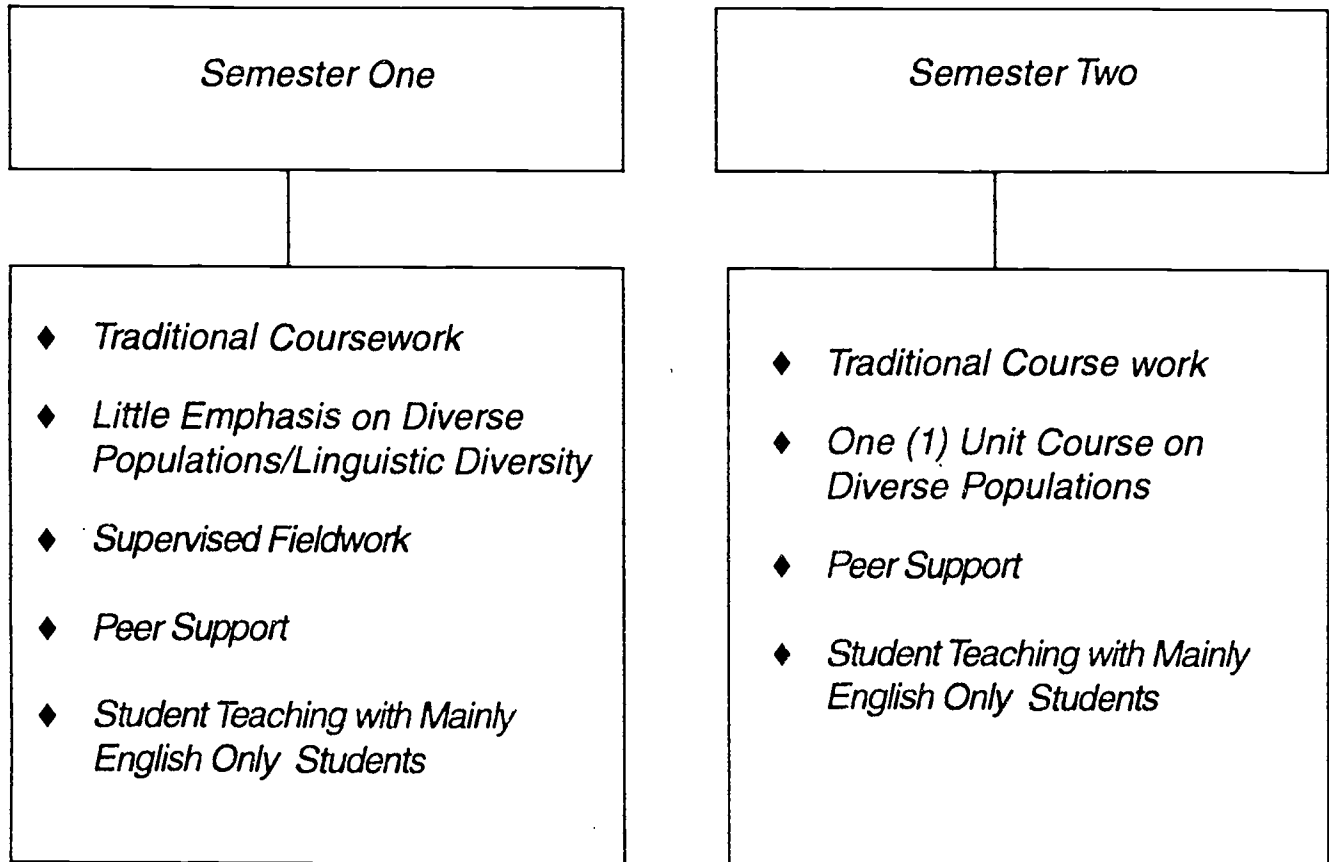 Semester One
♦ Traditional Coursework
♦ Little Emphasis on Diverse
Populations/Linguistic Diversity
♦ Supervised Fieldwork
♦ Peer Support
♦ Student Teaching with Mainly
English Only Students
Semester Two
♦ Traditional Course work
♦ One (1) Unit Course on
Diverse Populations
♦ Peer Support
♦ Student Teaching with Mainly
English Only Students